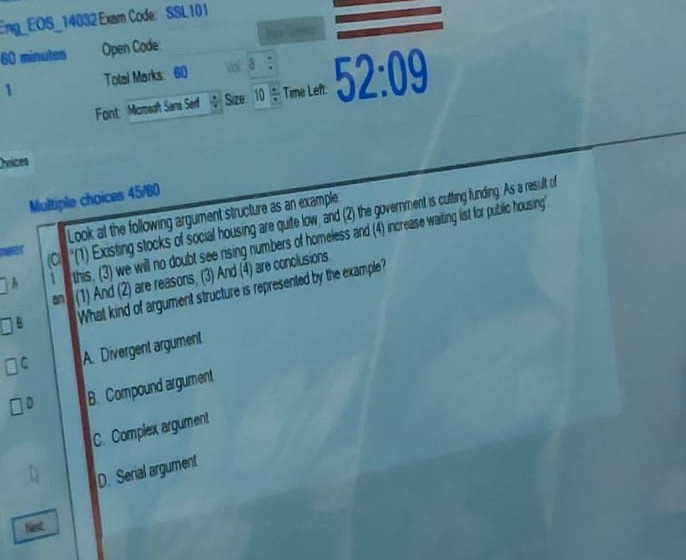 Eng_EOS_14032 Exam Code: SSL101
60 minutes Open Code:
1 Total Marks: 60 Vol 8
Font: Microsoft Sans Serif Size: 10 Time Left: 52:09
Choices
Multiple choices 45/60
Look at the following argument structure as an example
(C "(1) Existing stocks of social housing are quite low, and (2) the government is cutting funding. As a result of
1 this, (3) we will no doubt see rising numbers of homeless and (4) increase waiting list for public housing'
an (1) And (2) are reasons, (3) And (4) are conclusions.
What kind of argument structure is represented by the example?
A
B
C
D
A. Divergent argument
B. Compound argument
C. Complex argument
D. Serial argument
Next